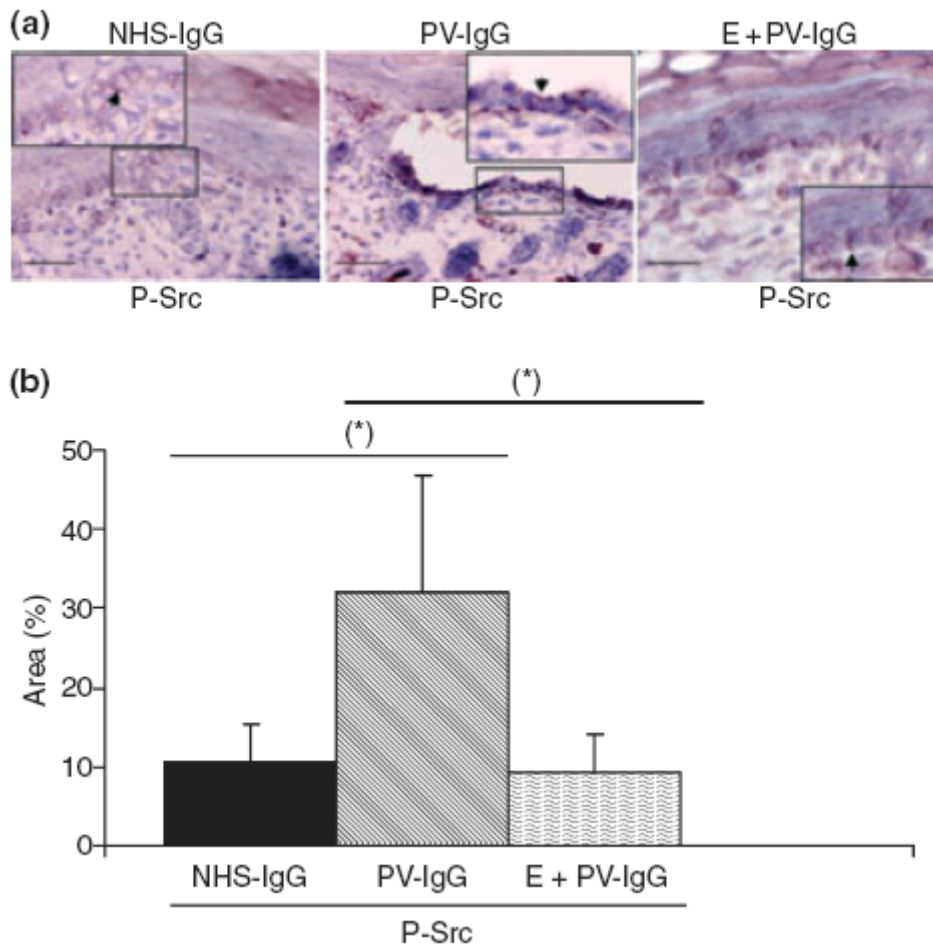 (a)
NHS-IgG PV-IgG E + PV-IgG
P-Src P-Src P-Src
(b)
(*)
(*)
50
40
30
20
10
0
Area (%)
NHS-IgG PV-IgG E + PV-IgG
P-Src